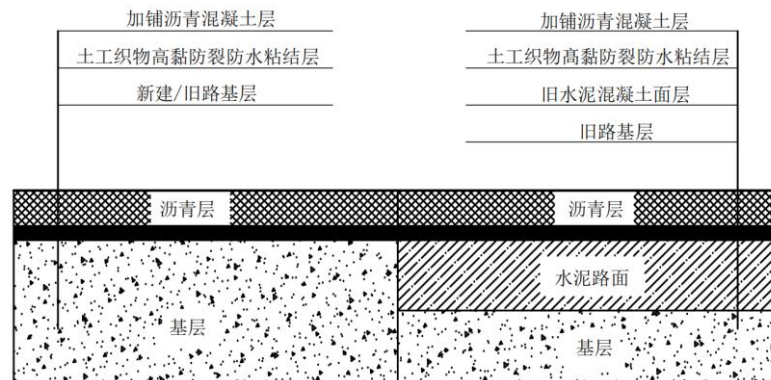 加铺沥青混凝土层
土工织物高黏防裂防水粘结层
新建/旧路基层
加铺沥青混凝土层
土工织物高黏防裂防水粘结层
旧水泥混凝土面层
旧路基层
沥青层
沥青层
水泥路面
基层
基层